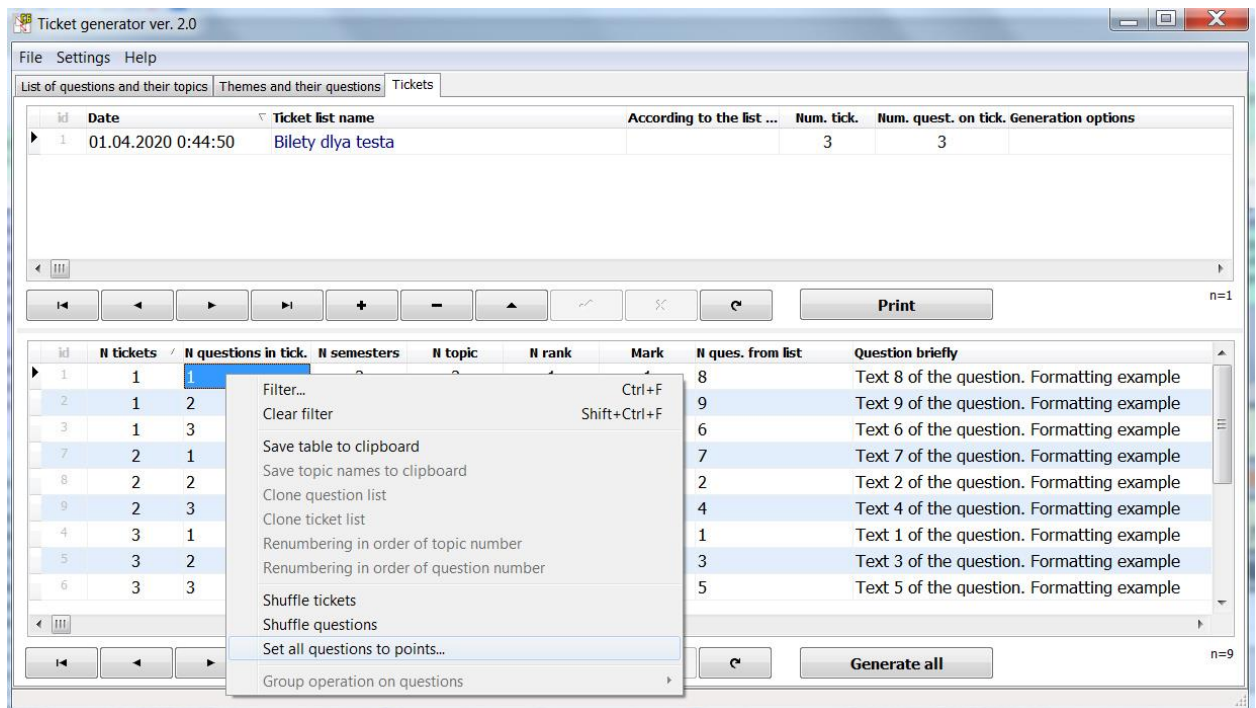 Ticket generator ver. 2.0
File Settings Help
List of questions and their topics Themes and their questions Tickets
id Date Ticket list name According to the list ... Num. tick. Num. quest. on tick. Generation options
1 01.04.2020 0:44:50 Bilety dlya testa 3 3
Print n=1
id N tickets N questions in tick. N semesters N topic N rank Mark N ques. from list Question briefly
1 1 1 8 Text 8 of the question. Formatting example
2 1 2 9 Text 9 of the question. Formatting example
3 1 3 6 Text 6 of the question. Formatting example
7 2 1 7 Text 7 of the question. Formatting example
8 2 2 2 Text 2 of the question. Formatting example
9 2 3 4 Text 4 of the question. Formatting example
4 3 1 1 Text 1 of the question. Formatting example
5 3 2 3 Text 3 of the question. Formatting example
6 3 3 5 Text 5 of the question. Formatting example
Filter... Ctrl+F
Clear filter Shift+Ctrl+F
Save table to clipboard
Save topic names to clipboard
Clone question list
Clone ticket list
Renumbering in order of topic number
Renumbering in order of question number
Shuffle tickets
Shuffle questions
Set all questions to points...
Group operation on questions
Generate all n=9